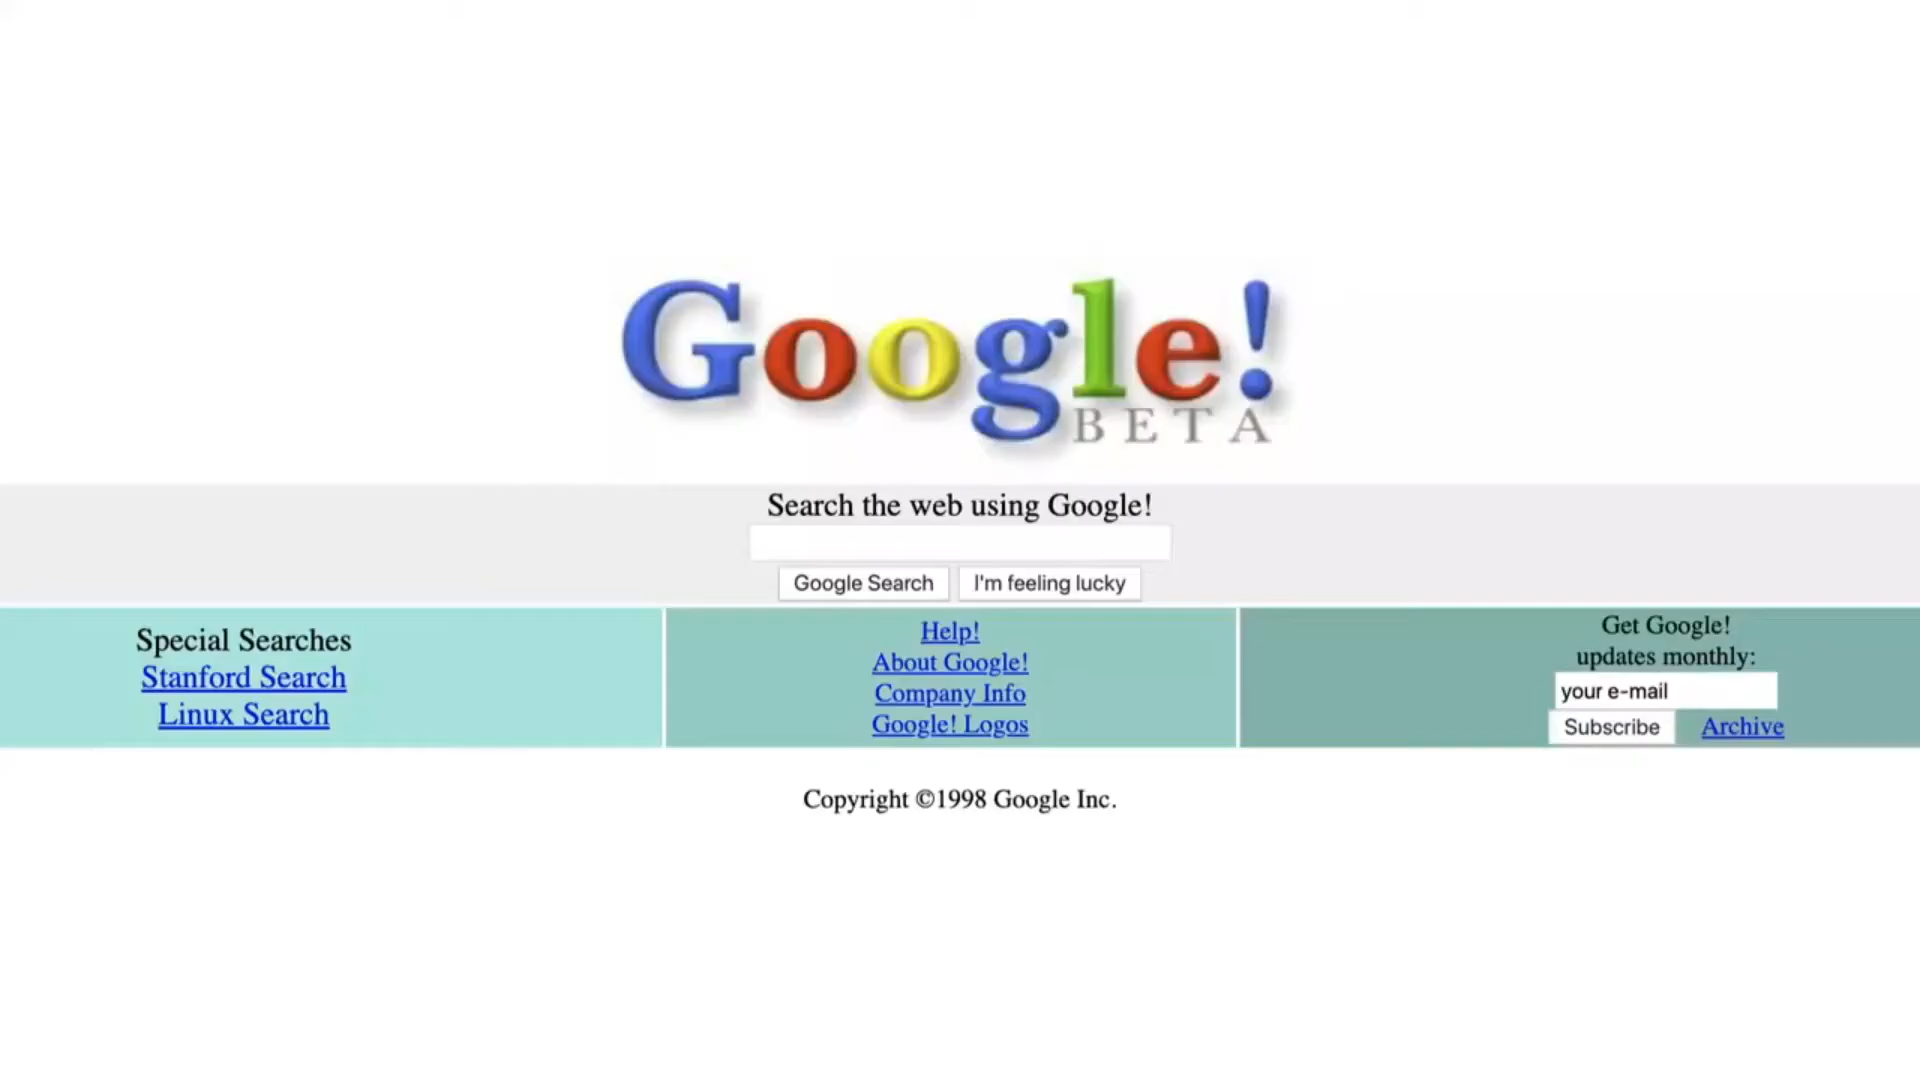 Google!
BETA
Search the web using Google!
Google Search I'm feeling lucky
Special Searches
Stanford Search
Linux Search
Help!
About Google!
Company Info
Google! Logos
Get Google!
updates monthly:
your e-mail
Subscribe Archive
Copyright ©1998 Google Inc.